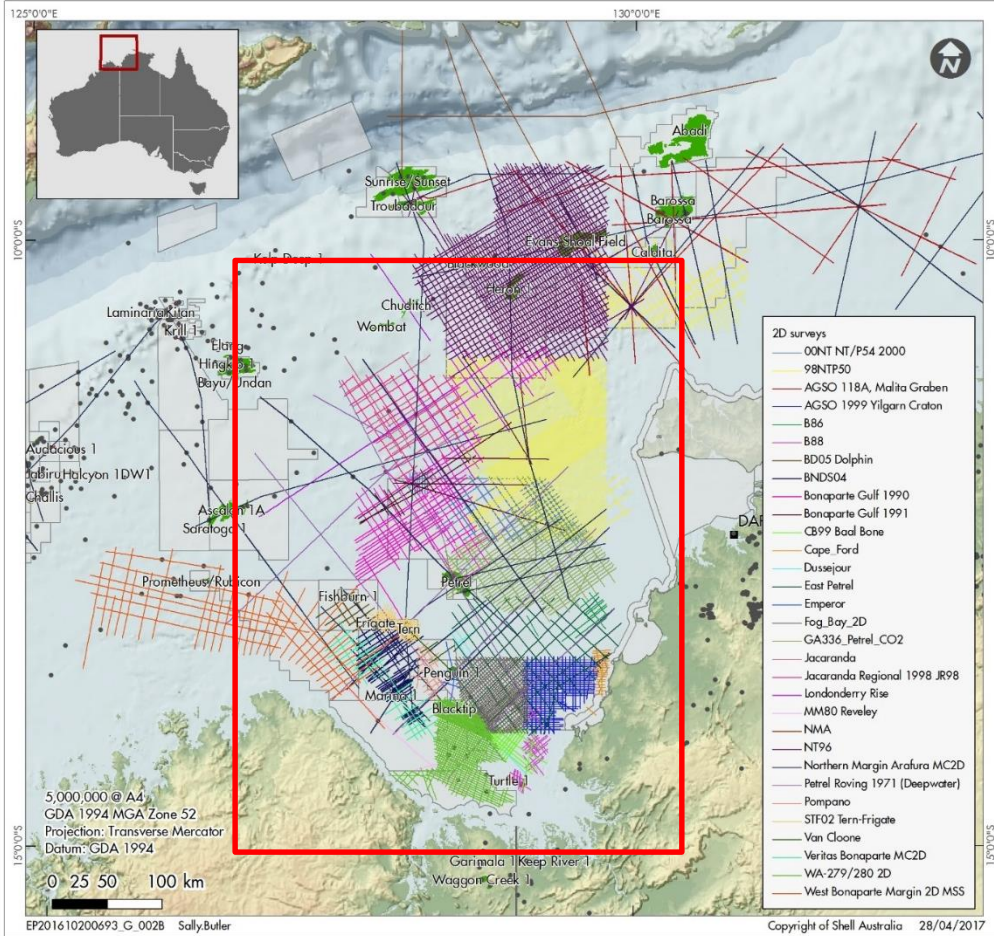 125°0'0"E
130°0'0"E
N
Abadi
Sunrise/Sunset
Troubadour
Barossa
Barossa
10°0'0"S
10°0'0"S
Evans Shoal Field
Caldita
Blackwood
Kelp Deep 1
Heron 1
Chuditch
Wombat
Laminaria
Kitan
Krill 1
Elang
Bayu/Undan
Audacious 1
Halcyon 1DW1
Challis
Ascalon 1A
Saratoga 1
DAR
Prometheus/Rubicon
Petrel
Fishburn 1
Frigate
Tern
Penguin 1
Marina 1
Blacktip
Turtle 1
15°0'0"S
15°0'0"S
Garimala 1
Keep River 1
Waggon Creek 1
2D surveys
00NT NT/P54 2000
98NTP50
AGSO 118A, Malita Graben
AGSO 1999 Yilgarn Craton
B86
B88
BD05 Dolphin
BNDS04
Bonaparte Gulf 1990
Bonaparte Gulf 1991
CB99 Baal Bone
Cape_Ford
Dussejour
East Petrel
Emperor
Fog_Bay_2D
GA336_Petrel_CO2
Jacaranda
Jacaranda Regional 1998 JR98
Londonderry Rise
MM80 Reveley
NMA
NT96
Northern Margin Arafura MC2D
Petrel Roving 1971 (Deepwater)
Pompano
STF02 Tern-Frigate
Van Cloone
Veritas Bonaparte MC2D
WA-279/280 2D
West Bonaparte Margin 2D MSS
5,000,000 @ A4
GDA 1994 MGA Zone 52
Projection: Transverse Mercator
Datum: GDA 1994
0 25 50 100 km
EP201610200693_G_002B Sally.Butler
Copyright of Shell Australia 28/04/2017